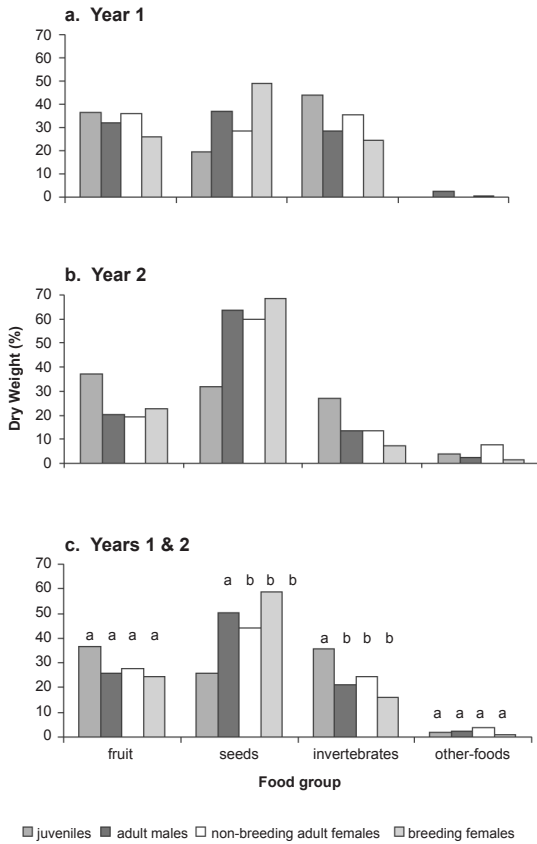 a. Year 1
70
60
50
40
30
20
10
0
b. Year 2
70
60
50
40
30
20
10
0
Dry Weight (%)
c. Years 1 & 2
70
60
50
40
30
20
10
0
a b b b
a a a a
a b b b
a a a a
fruit seeds invertebrates other-foods
Food group
juveniles adult males non-breeding adult females breeding females